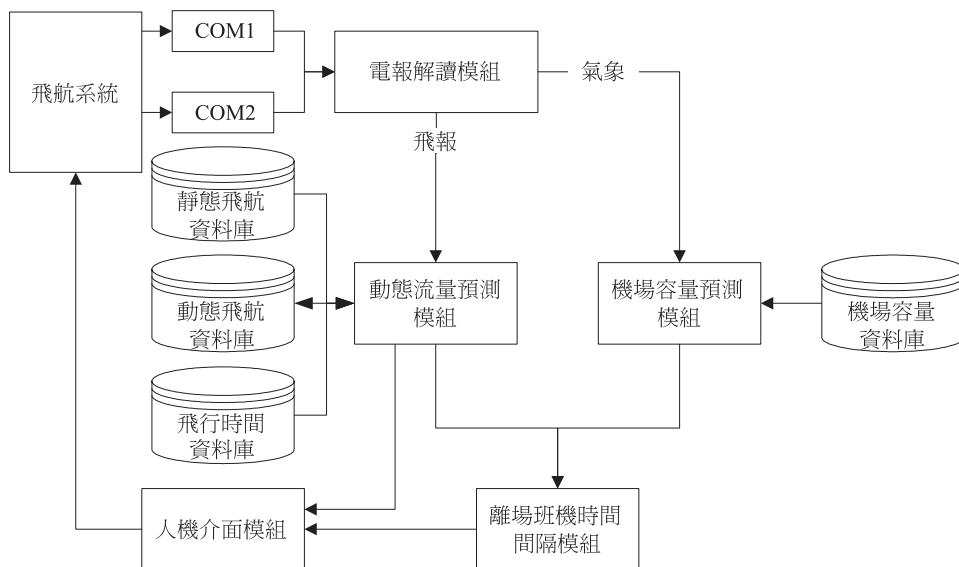 飛航系統
COM1
COM2
電報解讀模組
氣象
飛報
靜態飛航
資料庫
動態飛航
資料庫
飛行時間
資料庫
動態流量預測
模組
機場容量預測
模組
機場容量
資料庫
人機介面模組
離場班機時間
間隔模組